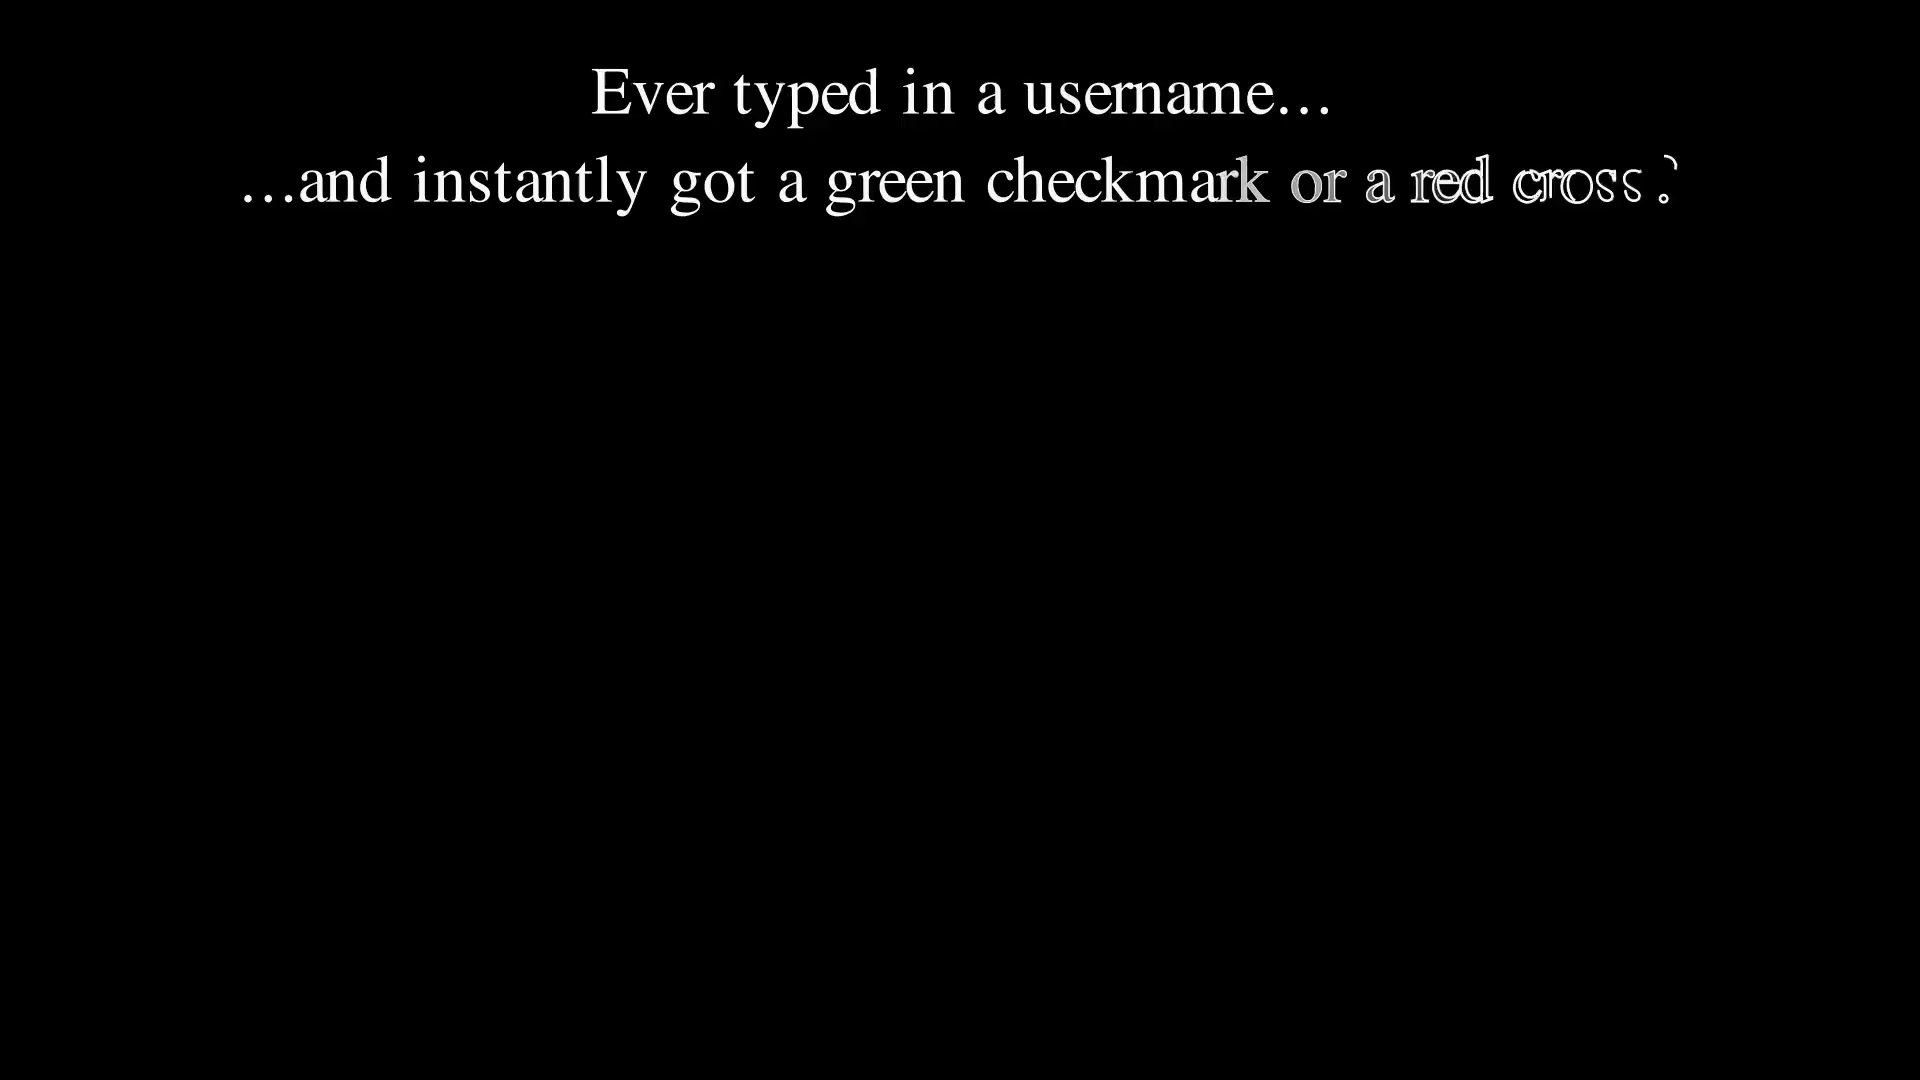 Ever typed in a username…
…and instantly got a green checkmark or a red cross?